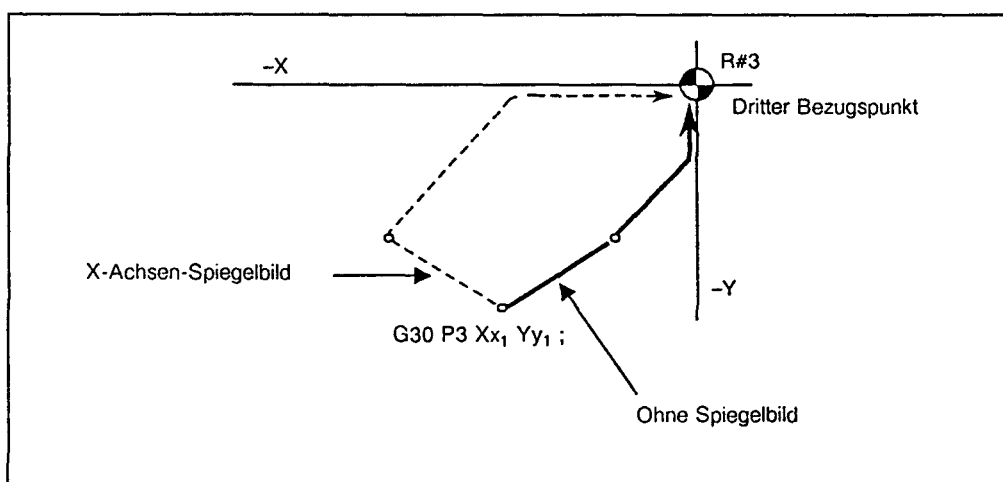 –X
R#3
Dritter Bezugspunkt
X-Achsen-Spiegelbild
–Y
G30 P3 Xx₁ Yy₁ ;
Ohne Spiegelbild